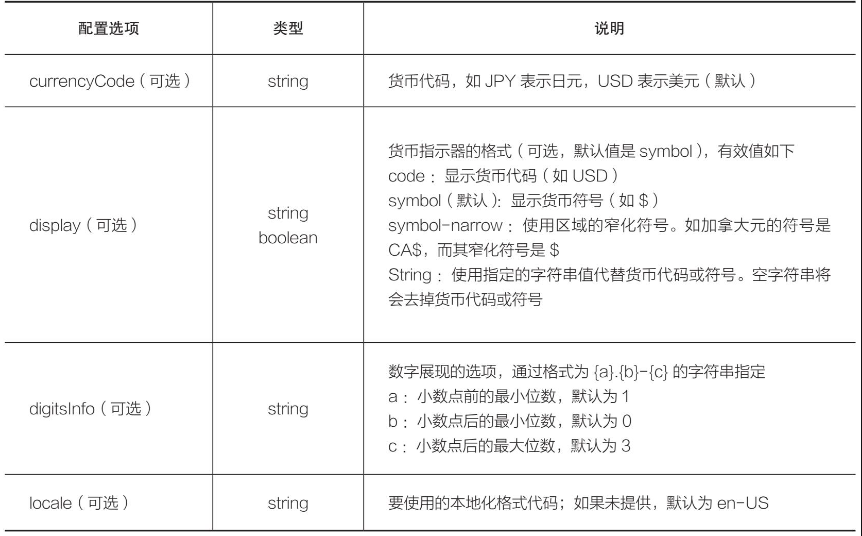 配置选项 类型 说明
currencyCode（可选） string 货币代码，如 JPY 表示日元，USD 表示美元（默认）
货币指示器的格式（可选，默认值是 symbol），有效值如下
code：显示货币代码（如 USD）
symbol（默认）：显示货币符号（如 $）
display（可选） string boolean symbol-narrow：使用区域的窄化符号。如加拿大元的符号是
CA$，而其窄化符号是 $
String：使用指定的字符串值代替货币代码或符号。空字符串将
会去掉货币代码或符号
数字展现的选项，通过格式为 {a}.{b}-{c} 的字符串指定
a：小数点前的最小位数，默认为 1
digitsInfo（可选） string b：小数点后的最小位数，默认为 0
c：小数点后的最大位数，默认为 3
locale（可选） string 要使用的本地化格式代码；如果未提供，默认为 en-US